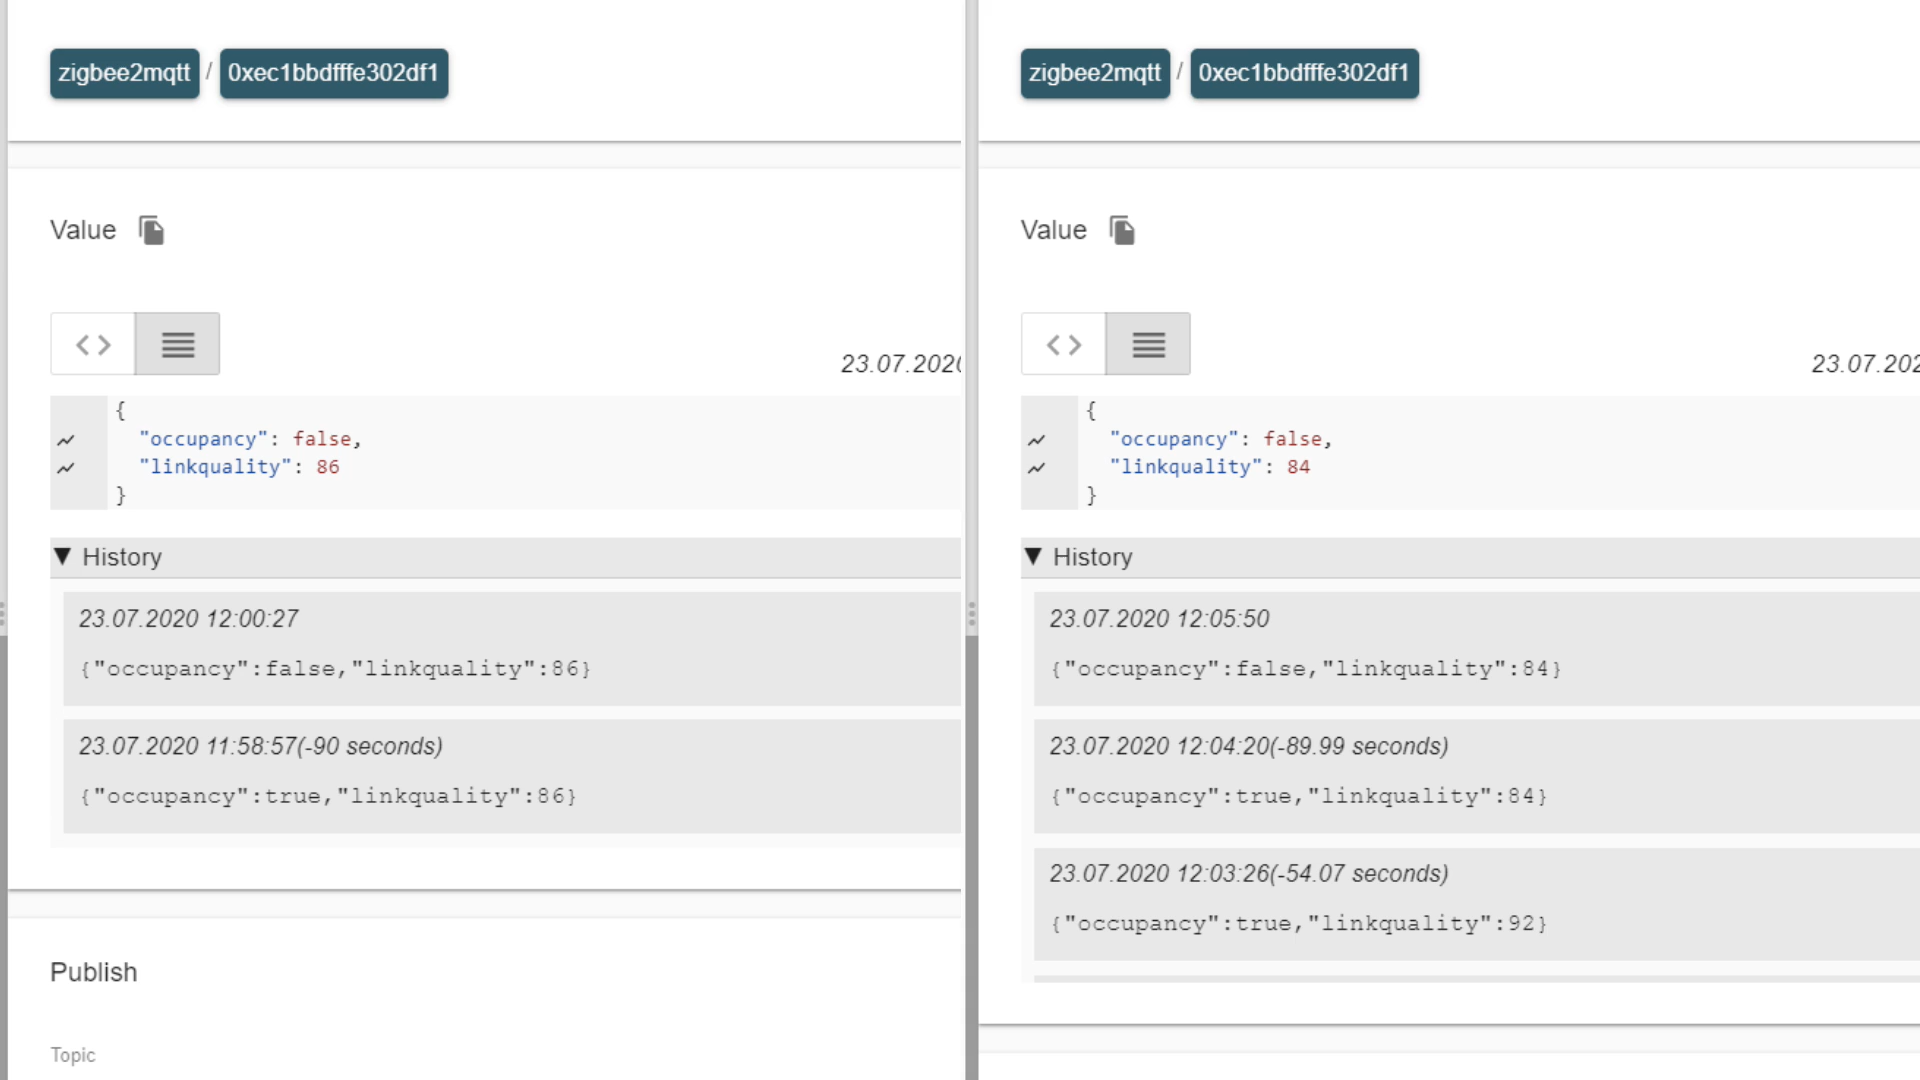 zigbee2mqtt / 0xec1bbdfffe302df1
Value
23.07.2020
{
"occupancy": false,
"linkquality": 86
}
▼ History
23.07.2020 12:00:27
{"occupancy":false,"linkquality":86}
23.07.2020 11:58:57(-90 seconds)
{"occupancy":true,"linkquality":86}
Publish
Topic
zigbee2mqtt / 0xec1bbdfffe302df1
Value
23.07.202
{
"occupancy": false,
"linkquality": 84
}
▼ History
23.07.2020 12:05:50
{"occupancy":false,"linkquality":84}
23.07.2020 12:04:20(-89.99 seconds)
{"occupancy":true,"linkquality":84}
23.07.2020 12:03:26(-54.07 seconds)
{"occupancy":true,"linkquality":92}